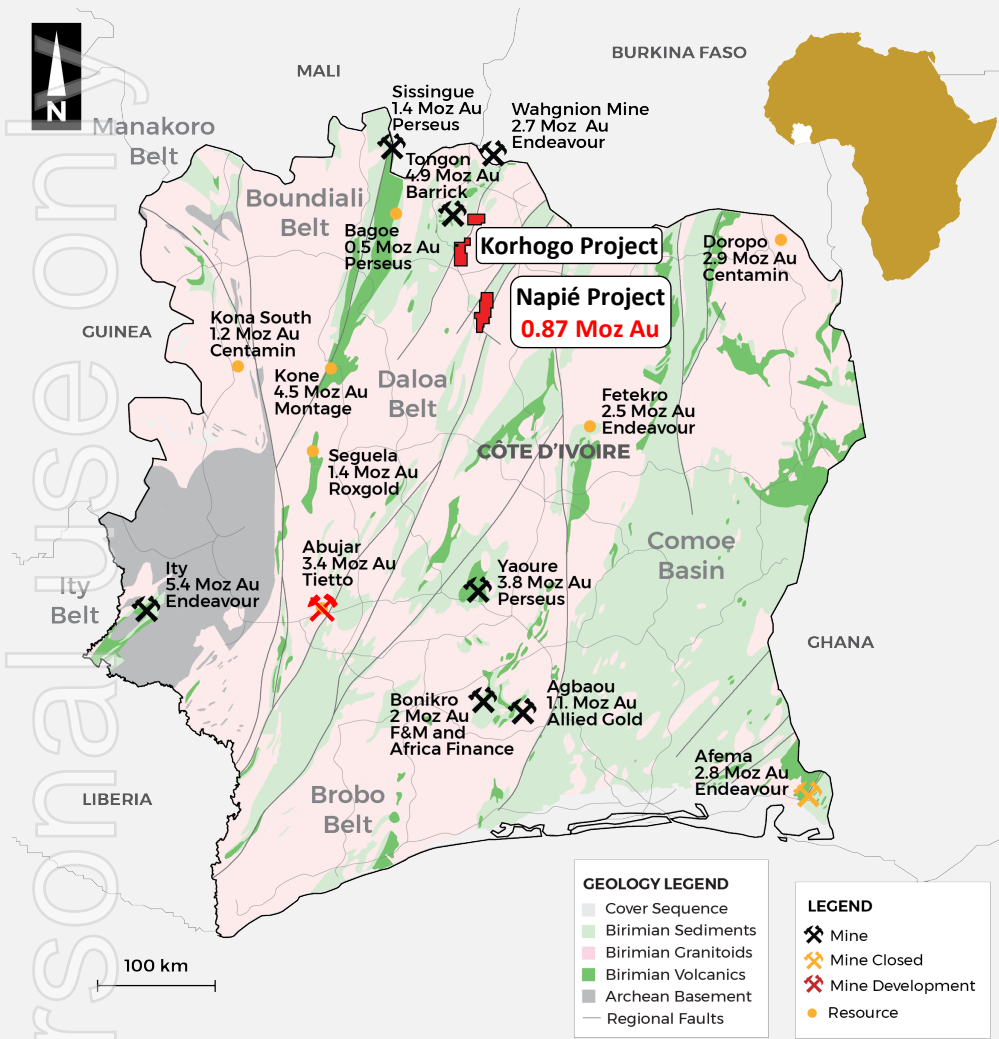 MALI
BURKINA FASO
N
Manakoro
Belt
Sissingue
1.4 Moz Au
Perseus
Wahgnion Mine
2.7 Moz Au
Endeavour
Tongon
4.9 Moz Au
Barrick
Boundiali
Belt
Bagoe
0.5 Moz Au
Perseus
Korhogo Project
Doropo
2.9 Moz Au
Centamin
Napié Project
0.87 Moz Au
GUINEA
Kona South
1.2 Moz Au
Centamin
Kone
4.5 Moz Au
Montage
Daloa
Belt
Fetekro
2.5 Moz Au
Endeavour
CÔTE D'IVOIRE
Seguela
1.4 Moz Au
Roxgold
Comoe
Basin
Abujar
3.4 Moz Au
Tietto
Ity
5.4 Moz Au
Endeavour
Ity
Belt
Yaoure
3.8 Moz Au
Perseus
GHANA
Bonikro
2 Moz Au
F&M and
Africa Finance
Agbaou
1.1. Moz Au
Allied Gold
Afema
2.8 Moz Au
Endeavour
LIBERIA
Brobo
Belt
100 km
GEOLOGY LEGEND
Cover Sequence
Birimian Sediments
Birimian Granitoids
Birimian Volcanics
Archean Basement
Regional Faults
LEGEND
Mine
Mine Closed
Mine Development
Resource
rsonal use only